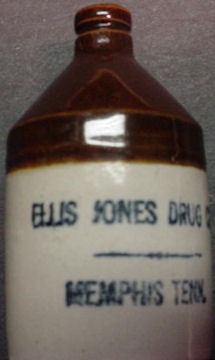 ELLIS JONES DRUG
MEMPHIS TENN.